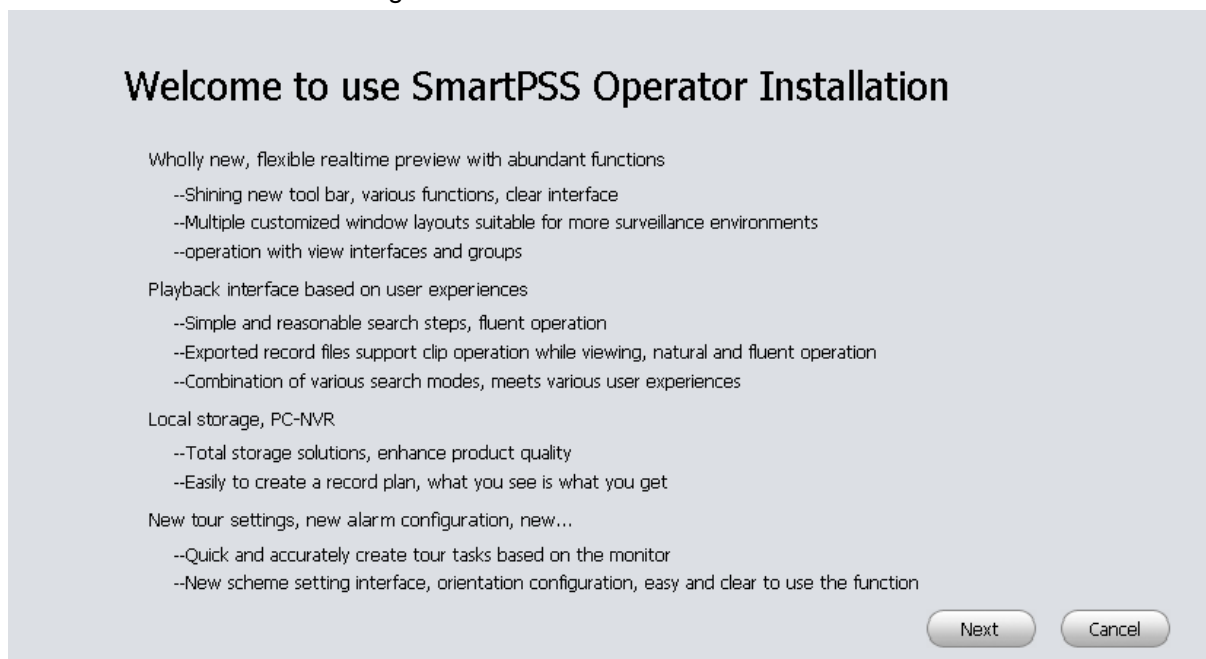 Welcome to use SmartPSS Operator Installation
Wholly new, flexible realtime preview with abundant functions
--Shining new tool bar, various functions, clear interface
--Multiple customized window layouts suitable for more surveillance environments
--operation with view interfaces and groups
Playback interface based on user experiences
--Simple and reasonable search steps, fluent operation
--Exported record files support clip operation while viewing, natural and fluent operation
--Combination of various search modes, meets various user experiences
Local storage, PC-NVR
--Total storage solutions, enhance product quality
--Easily to create a record plan, what you see is what you get
New tour settings, new alarm configuration, new...
--Quick and accurately create tour tasks based on the monitor
--New scheme setting interface, orientation configuration, easy and clear to use the function
Next Cancel